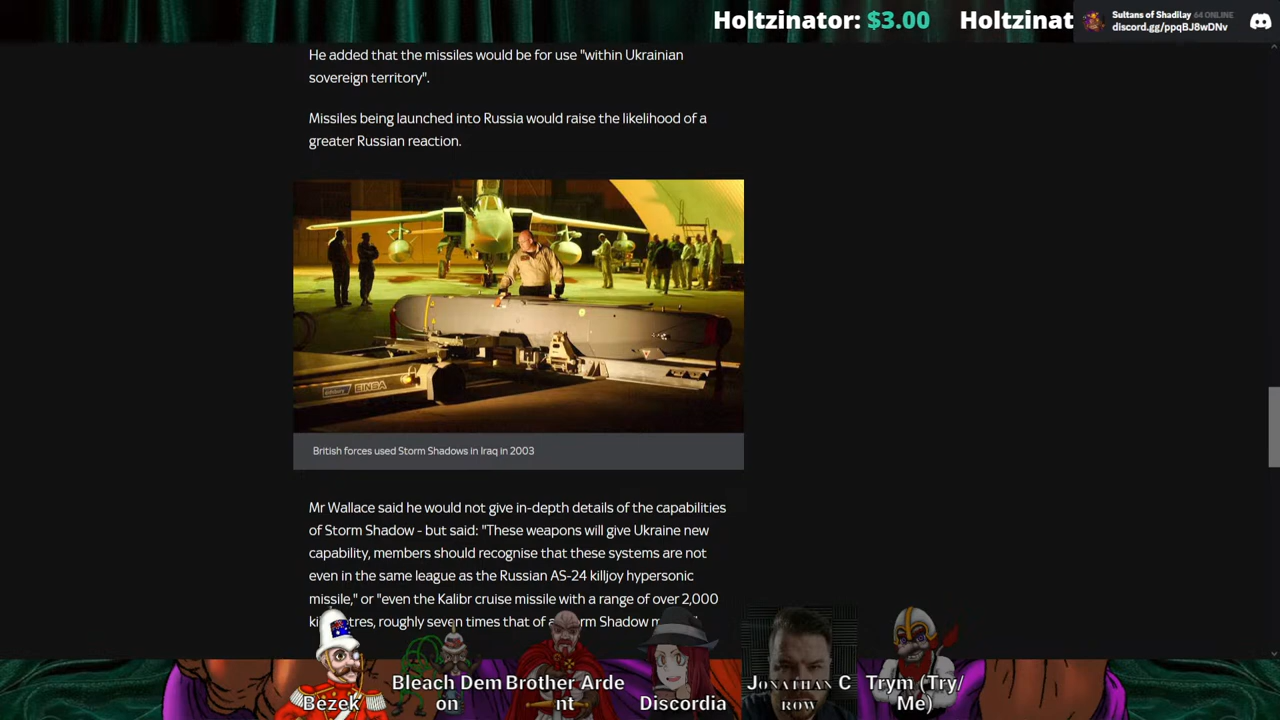 Holtzinator: $3.00 Holtzinat
Sultans of Shadilay 64 ONLINE
discord.gg/ppqBJ8wDNv
He added that the missiles would be for use "within Ukrainian
sovereign territory".
Missiles being launched into Russia would raise the likelihood of a
greater Russian reaction.
EINSA
British forces used Storm Shadows in Iraq in 2003
Mr Wallace said he would not give in-depth details of the capabilities
of Storm Shadow - but said: "These weapons will give Ukraine new
capability, members should recognise that these systems are not
even in the same league as the Russian AS-24 killjoy hypersonic
missile," or "even the Kalibr cruise missile with a range of over 2,000
roughly seven times that of a
Bezek
Bleach Dem
on
Brother Arde
nt
Discordia
Jonathan C
row
Trym (Try/
Me)